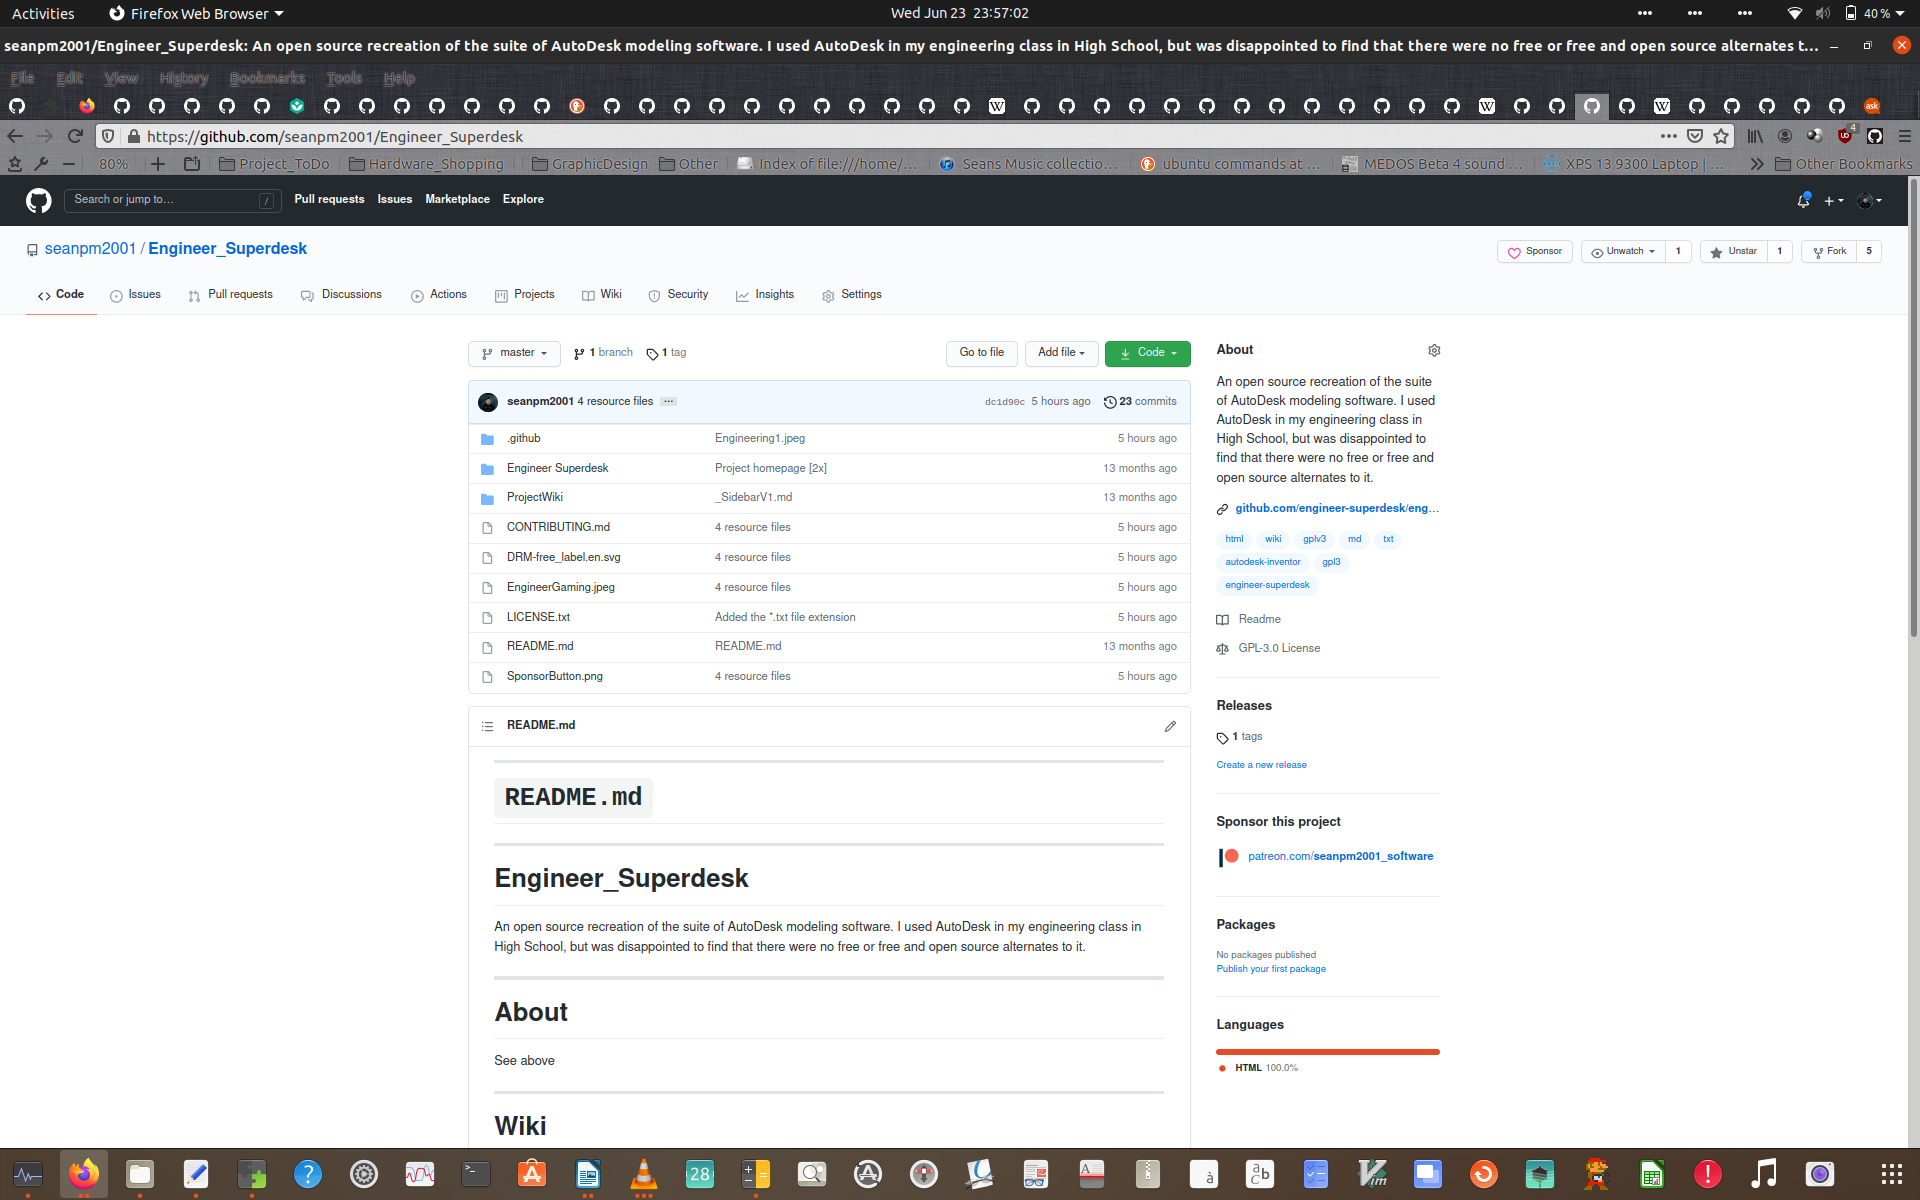 Activities
Firefox Web Browser
Wed Jun 23 23:57:02
40 %
seanpm2001/Engineer_Superdesk: An open source recreation of the suite of AutoDesk modeling software. I used AutoDesk in my engineering class in High School, but was disappointed to find that there were no free or free and open source alternates t...
File Edit View History Bookmarks Tools Help
https://github.com/seanpm2001/Engineer_Superdesk
4
80%
Project_ToDo
Hardware_Shopping
GraphicDesign
Other
Index of file:///home/...
Seans Music collectio...
ubuntu commands at ...
MEDOS Beta 4 sound ...
XPS 13 9300 Laptop | ...
Other Bookmarks
Search or jump to...
/
Pull requests Issues Marketplace Explore
seanpm2001 / Engineer_Superdesk
Sponsor
Unwatch 1
Unstar 1
Fork 5
Code Issues Pull requests Discussions Actions Projects Wiki Security Insights Settings
master
1 branch
1 tag
Go to file
Add file
Code
seanpm2001 4 resource files ...
dc1d90c 5 hours ago
23 commits
.github Engineering1.jpeg 5 hours ago
Engineer Superdesk Project homepage [2x] 13 months ago
ProjectWiki _SidebarV1.md 13 months ago
CONTRIBUTING.md 4 resource files 5 hours ago
DRM-free_label.en.svg 4 resource files 5 hours ago
EngineerGaming.jpeg 4 resource files 5 hours ago
LICENSE.txt Added the *.txt file extension 5 hours ago
README.md README.md 13 months ago
SponsorButton.png 4 resource files 5 hours ago
README.md
README.md
Engineer_Superdesk
An open source recreation of the suite of AutoDesk modeling software. I used AutoDesk in my engineering class in
High School, but was disappointed to find that there were no free or free and open source alternates to it.
About
See above
Wiki
About
An open source recreation of the suite
of AutoDesk modeling software. I used
AutoDesk in my engineering class in
High School, but was disappointed to
find that there were no free or free and
open source alternates to it.
github.com/engineer-superdesk/eng...
html wiki gplv3 md txt
autodesk-inventor gpl3
engineer-superdesk
Readme
GPL-3.0 License
Releases
1 tags
Create a new release
Sponsor this project
patreon.com/seanpm2001_software
Packages
No packages published
Publish your first package
Languages
HTML 100.0%